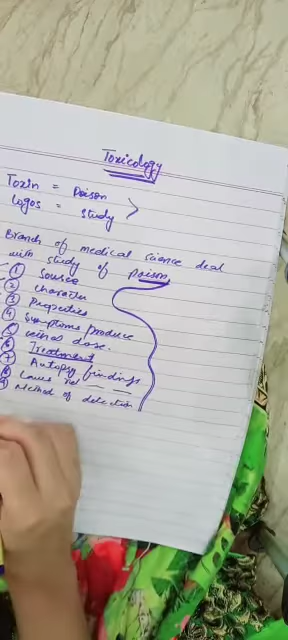 Toxicology
Toxin = Poison
Logos = study
Branch of medical science deal
with study of poison
① source
② character
③ Properties
④ symptoms produce
⑤ lethal dose.
⑥ Treatment
⑦ Autopsy findings
⑧ Laws rel — —
⑨ Method of detection